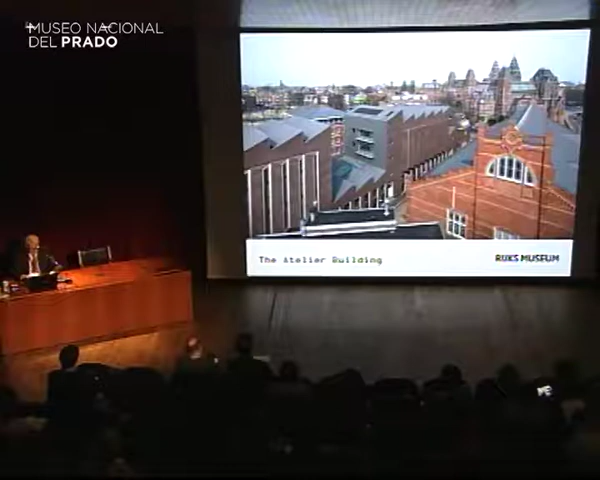 MUSEO NACIONAL
DEL PRADO
The Atelier Building
RIJKS MUSEUM